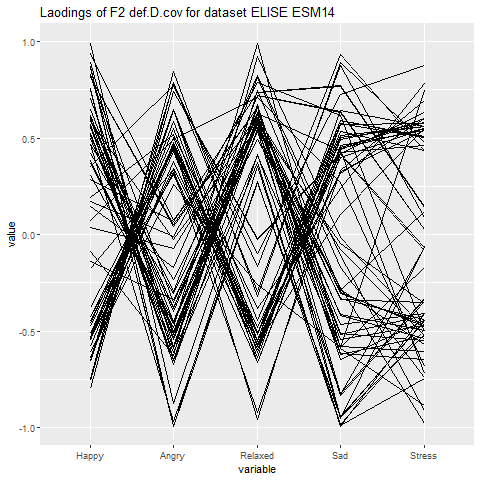 Laodings of F2 def.D.cov for dataset ELISE ESM14
1.0
0.5
0.0
-0.5
-1.0
value
Happy Angry Relaxed Sad Stress
variable